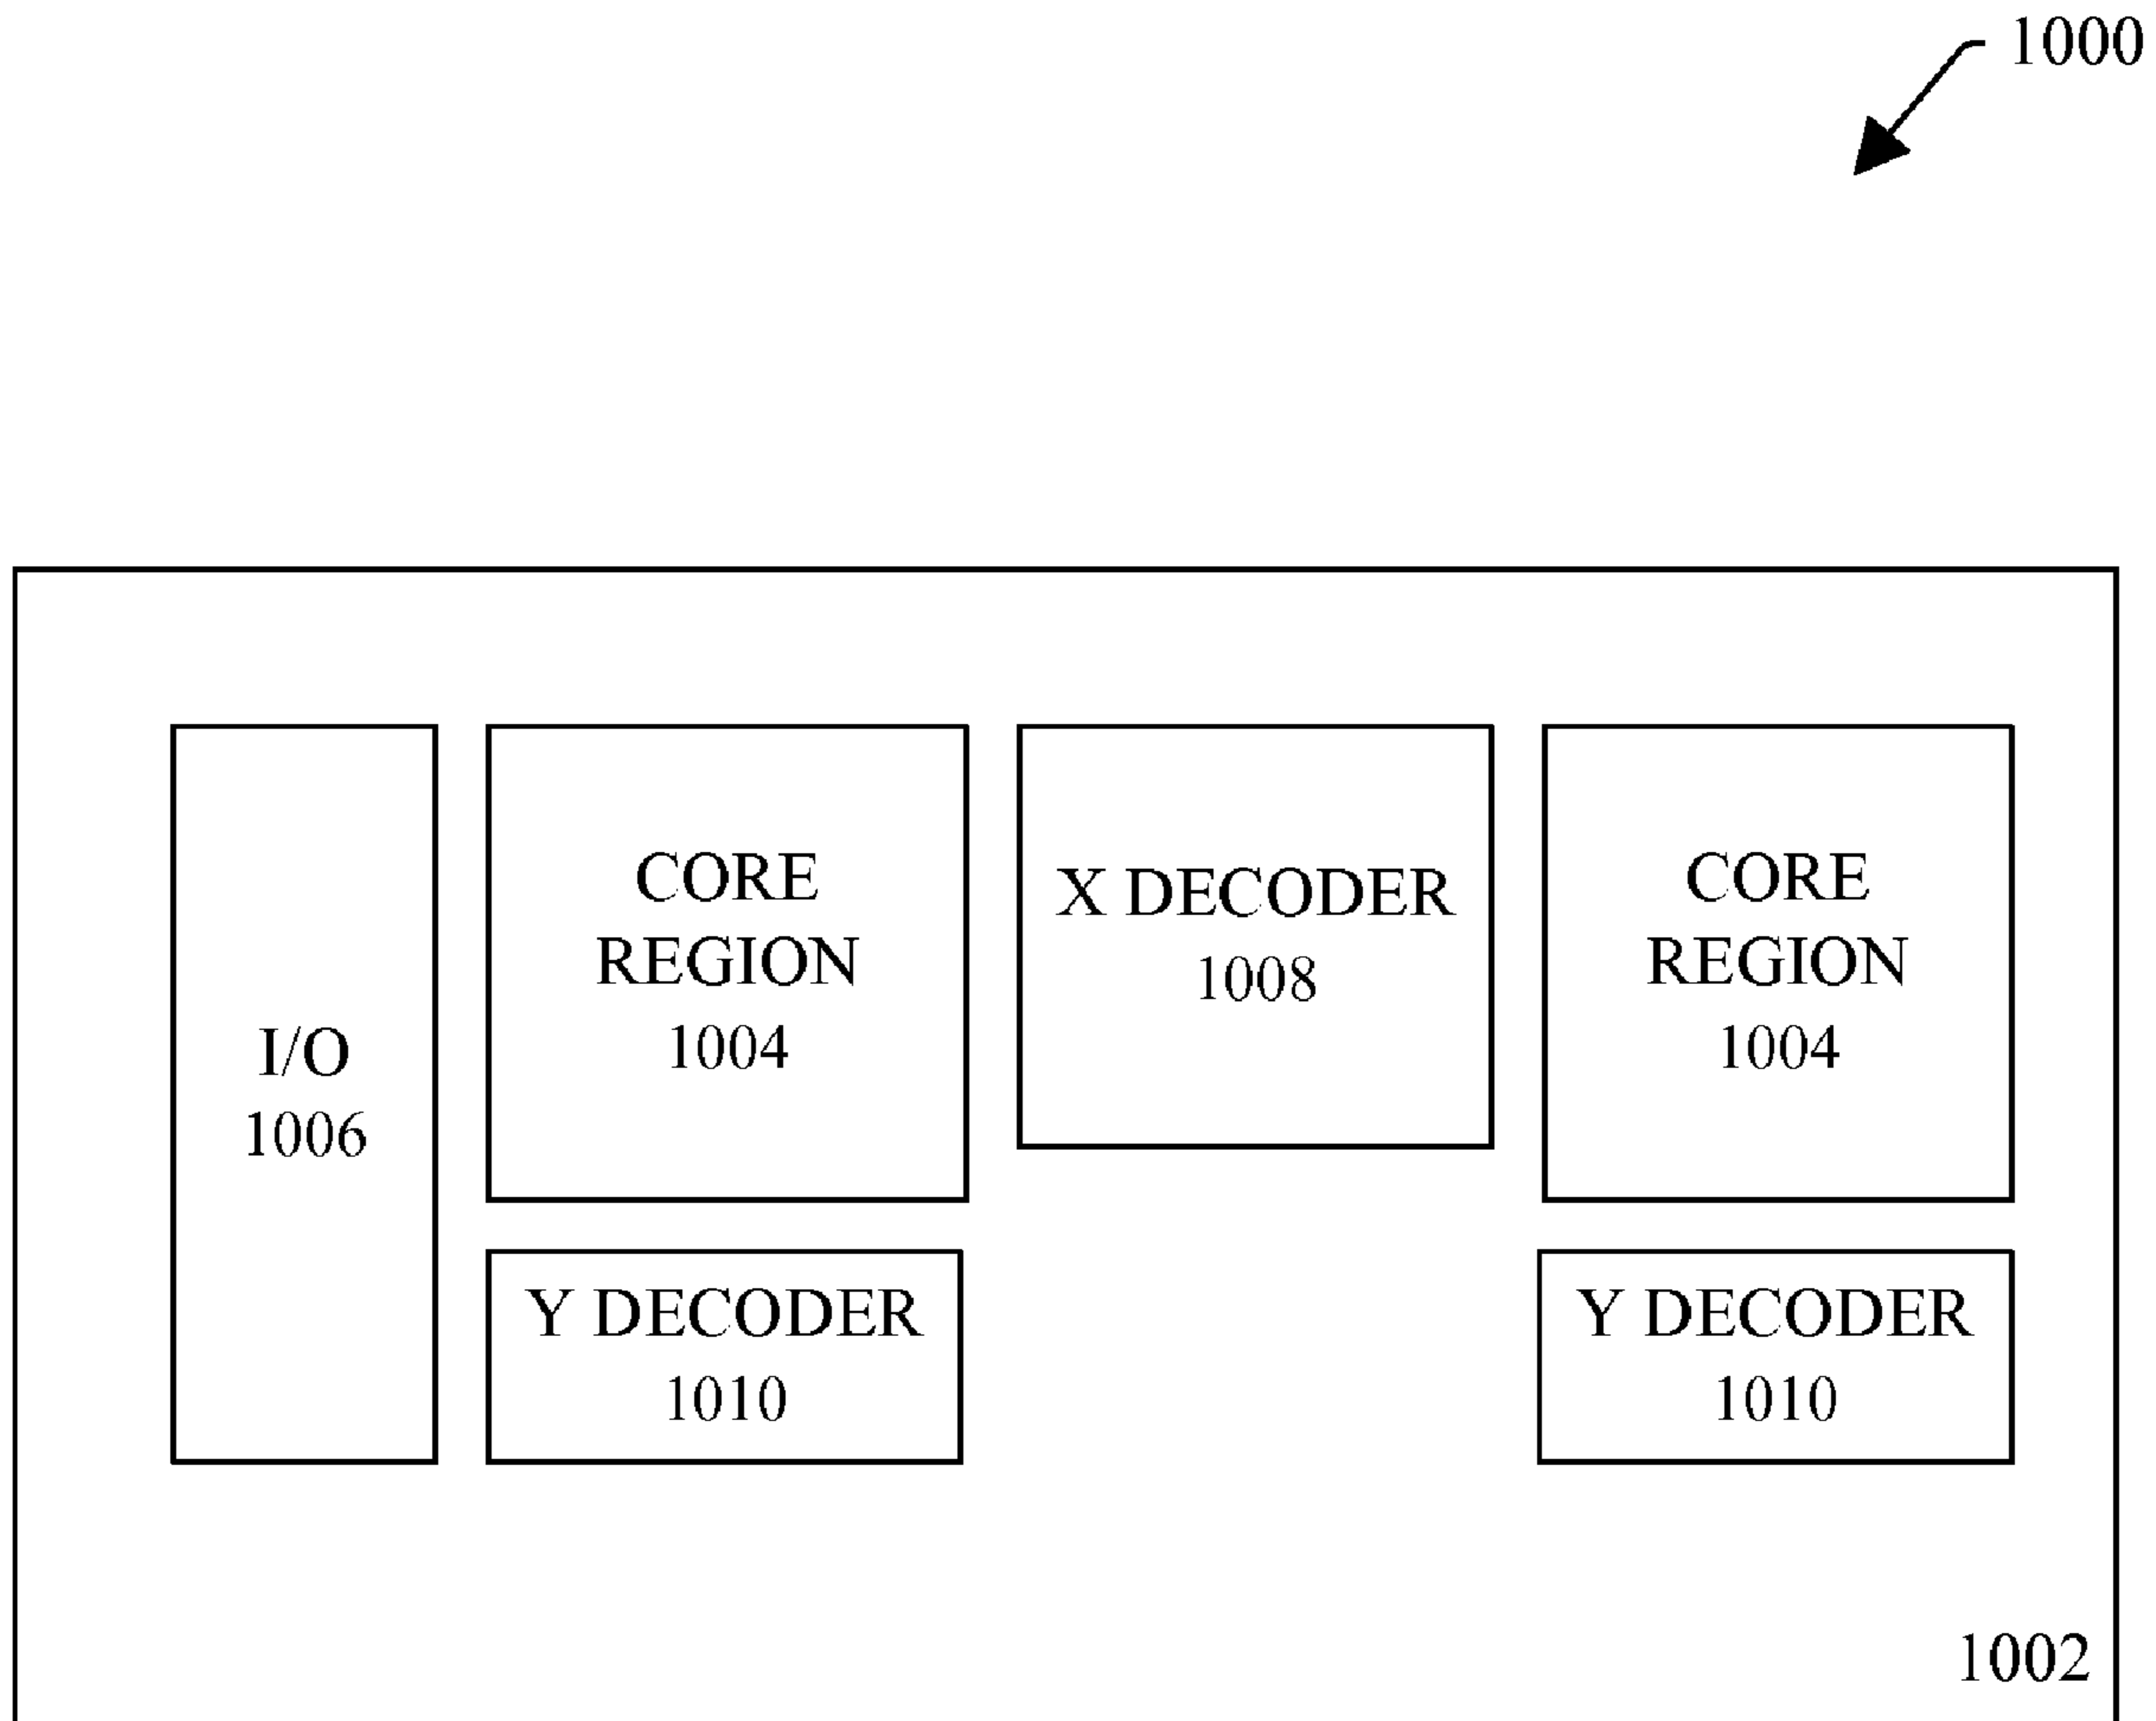 1000
I/O
1006
CORE
REGION
1004
X DECODER
1008
CORE
REGION
1004
Y DECODER
1010
Y DECODER
1010
1002